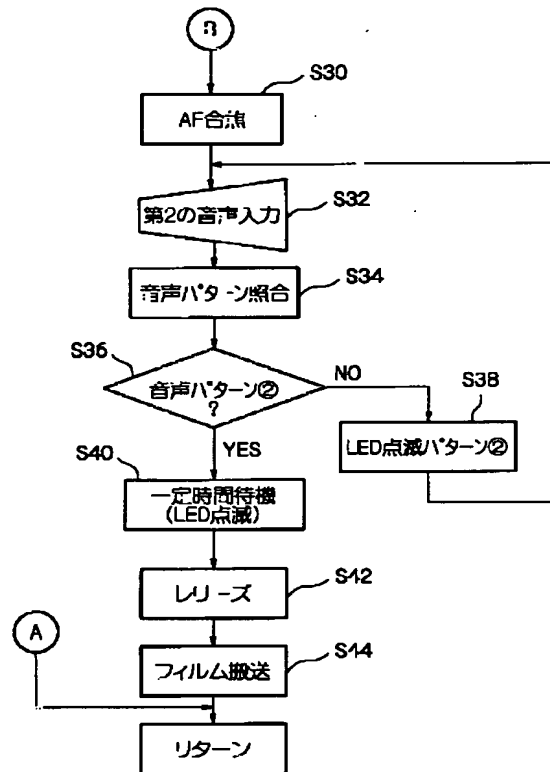 B
S30
AF合焦
第2の音声入力
S32
音声パターン照合
S34
S36
音声パターン②
?
NO
S38
LED点滅パターン②
YES
S40
一定時間待機
(LED点滅)
レリーズ
S42
A
フィルム搬送
S44
リターン